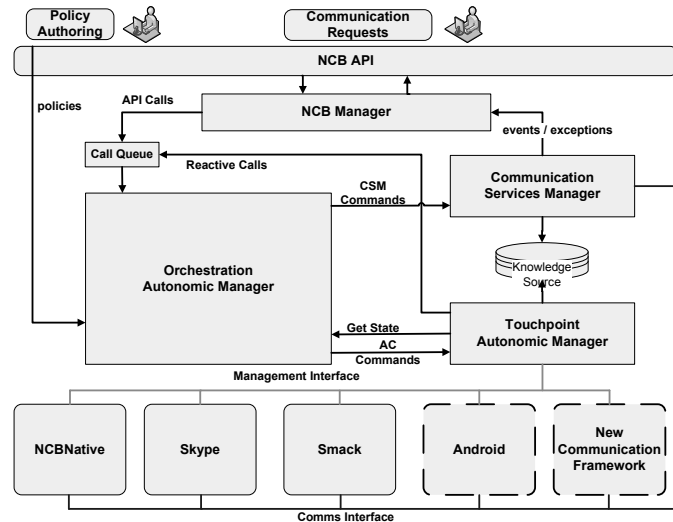 Policy
Authoring
Communication
Requests
NCB API
policies
API Calls
NCB Manager
events / exceptions
Call Queue
Reactive Calls
CSM
Commands
Communication
Services Manager
Orchestration
Autonomic Manager
Knowledge
Source
Get State
AC
Commands
Touchpoint
Autonomic Manager
Management Interface
NCBNative
Skype
Smack
Android
New
Communication
Framework
Comms Interface